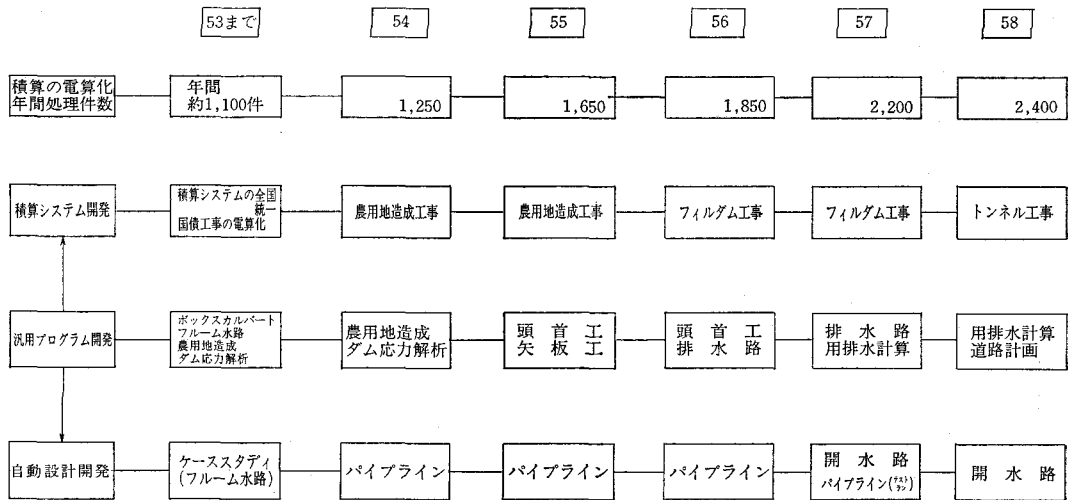 53まで 54 55 56 57 58
積算の電算化
年間処理件数
年間
約1,100件
1,250
1,650
1,850
2,200
2,400
積算システム開発
積算システムの全国
統一
国債工事の電算化
農用地造成工事
農用地造成工事
フィルダム工事
フィルダム工事
トンネル工事
汎用プログラム開発
ボックスカルバート
フルーム水路
農用地造成
ダム応力解析
農用地造成
ダム応力解析
頭首工
矢板工
頭首工
排水路
排水路
用排水計算
用排水計算
道路計画
自動設計開発
ケーススタディ
(フルーム水路)
パイプライン
パイプライン
パイプライン
開水路
パイプライン(テストラン)
開水路